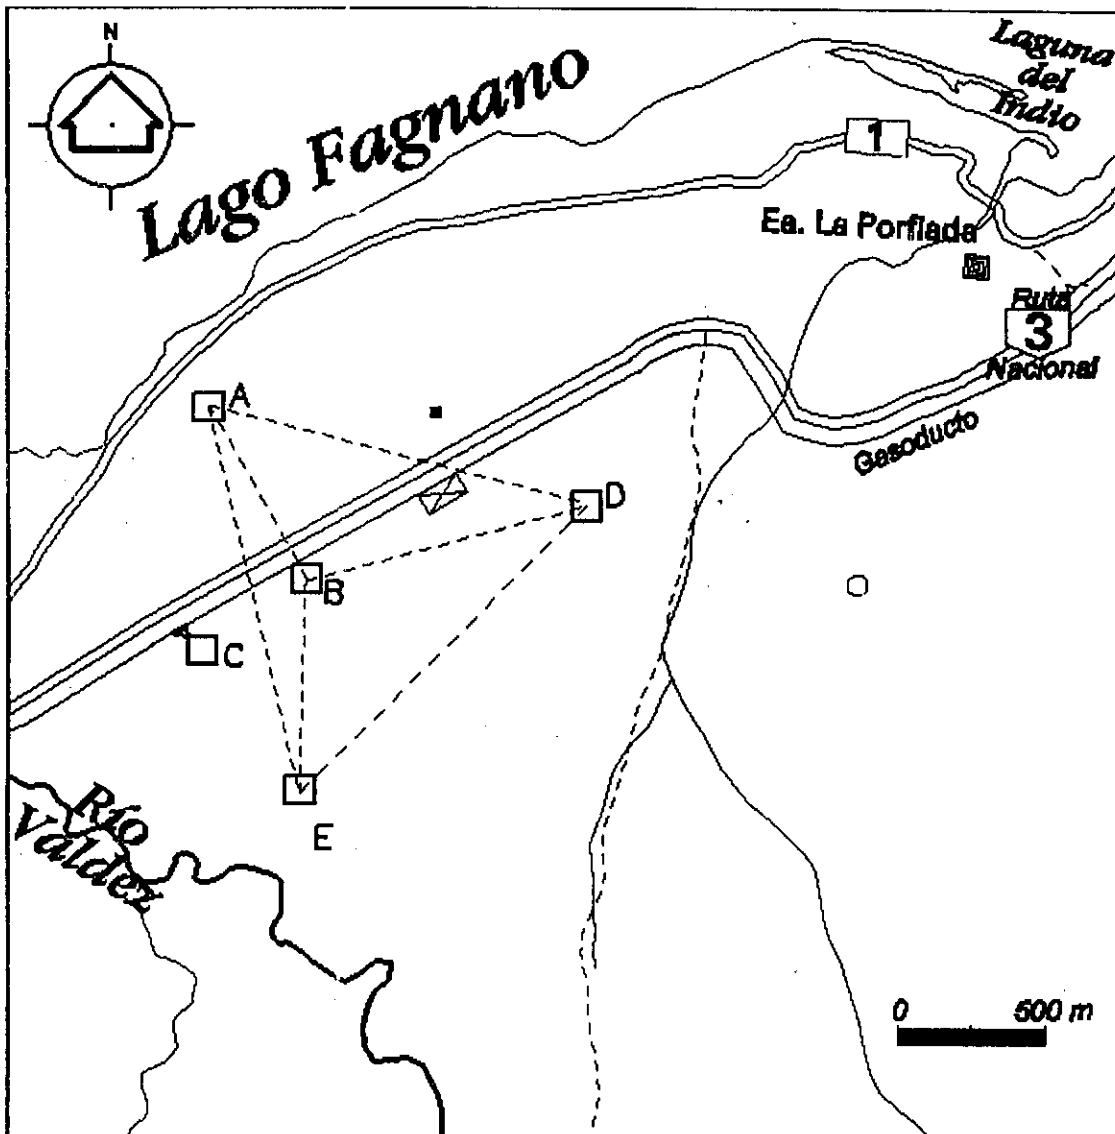 N
Laguna
del
Indio
Lago Fagnano
1
Ea. La Porfiada
Ruta
3
Nacional
Gasoducto
A
D
B
C
E
Río
Valdez
0 500 m